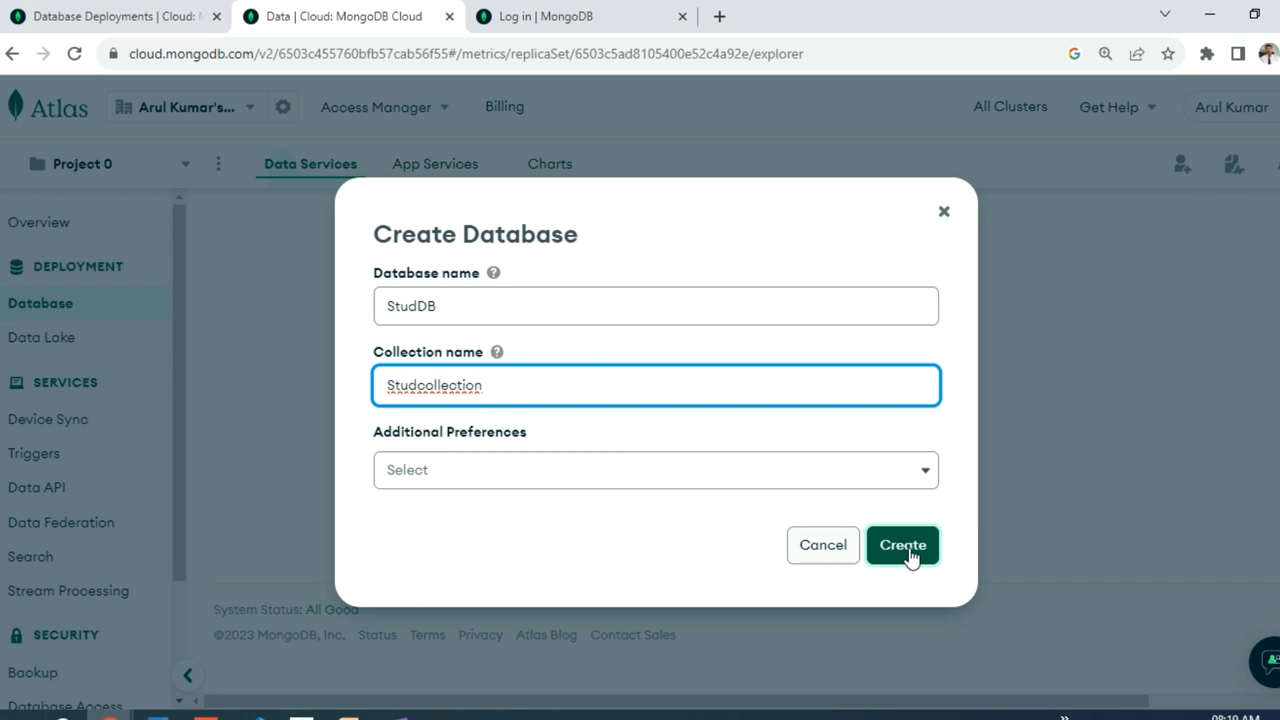 Database Deployments | Cloud: M
Data | Cloud: MongoDB Cloud
Log in | MongoDB
cloud.mongodb.com/v2/6503c455760bfb57cab56f55#/metrics/replicaSet/6503c5ad8105400e52c4a92e/explorer
Atlas
Arul Kumar's...
Access Manager
Billing
All Clusters
Get Help
Arul Kumar
Project 0
Data Services
App Services
Charts
Overview
DEPLOYMENT
Database
Data Lake
SERVICES
Device Sync
Triggers
Data API
Data Federation
Search
Stream Processing
SECURITY
Backup
Database Access
Create Database
Database name
StudDB
Collection name
Studcollection
Additional Preferences
Select
Cancel
Create
System Status: All Good
©2023 MongoDB, Inc.
Status
Terms
Privacy
Atlas Blog
Contact Sales
08:19 AM